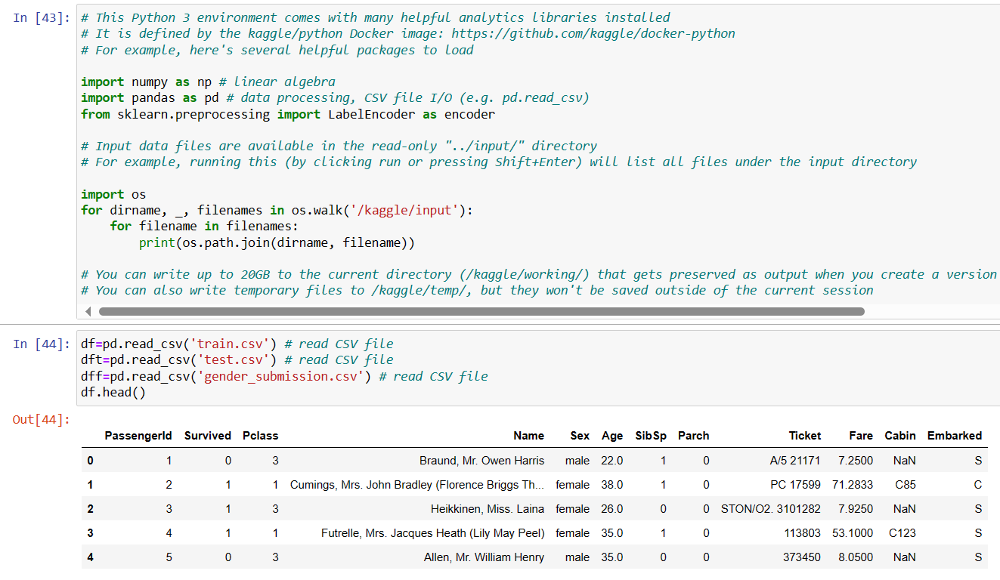 In [43]: # This Python 3 environment comes with many helpful analytics libraries installed
# It is defined by the kaggle/python Docker image: https://github.com/kaggle/docker-python
# For example, here's several helpful packages to load
import numpy as np # linear algebra
import pandas as pd # data processing, CSV file I/O (e.g. pd.read_csv)
from sklearn.preprocessing import LabelEncoder as encoder
# Input data files are available in the read-only "../input/" directory
# For example, running this (by clicking run or pressing Shift+Enter) will list all files under the input directory
import os
for dirname, _, filenames in os.walk('/kaggle/input'):
    for filename in filenames:
        print(os.path.join(dirname, filename))
# You can write up to 20GB to the current directory (/kaggle/working/) that gets preserved as output when you create a version
# You can also write temporary files to /kaggle/temp/, but they won't be saved outside of the current session
In [44]: df=pd.read_csv('train.csv') # read CSV file
dft=pd.read_csv('test.csv') # read CSV file
dff=pd.read_csv('gender_submission.csv') # read CSV file
df.head()
Out[44]:
PassengerId Survived Pclass Name Sex Age SibSp Parch Ticket Fare Cabin Embarked
0 1 0 3 Braund, Mr. Owen Harris male 22.0 1 0 A/5 21171 7.2500 NaN S
1 2 1 1 Cumings, Mrs. John Bradley (Florence Briggs Th... female 38.0 1 0 PC 17599 71.2833 C85 C
2 3 1 3 Heikkinen, Miss. Laina female 26.0 0 0 STON/O2. 3101282 7.9250 NaN S
3 4 1 1 Futrelle, Mrs. Jacques Heath (Lily May Peel) female 35.0 1 0 113803 53.1000 C123 S
4 5 0 3 Allen, Mr. William Henry male 35.0 0 0 373450 8.0500 NaN S